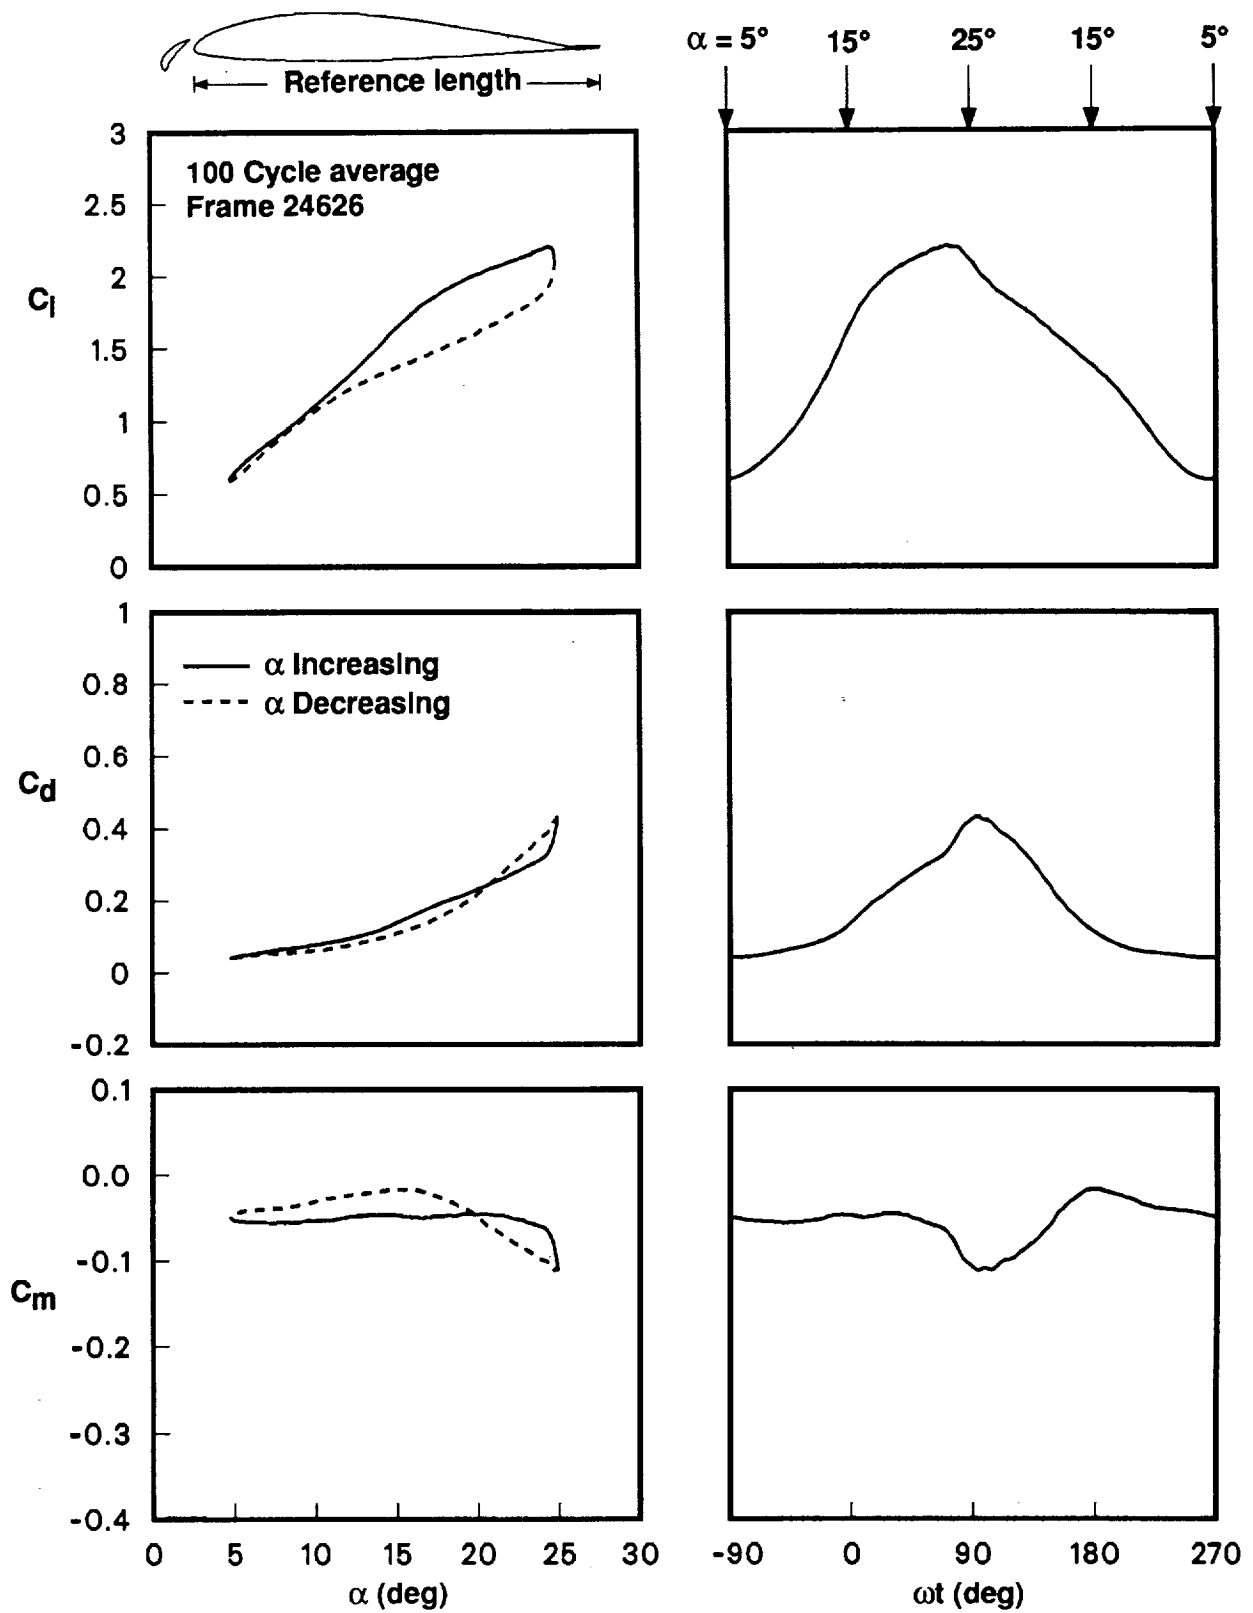 α = 5° 15° 25° 15° 5°
Reference length
3
100 Cycle average
2.5
Frame 24626
2
Cl
1.5
1
0.5
0
1
α Increasing
0.8
α Decreasing
0.6
Cd
0.4
0.2
0
-0.2
0.1
0.0
-0.1
Cm
-0.2
-0.3
-0.4
0 5 10 15 20 25 30 -90 0 90 180 270
α (deg) ωt (deg)